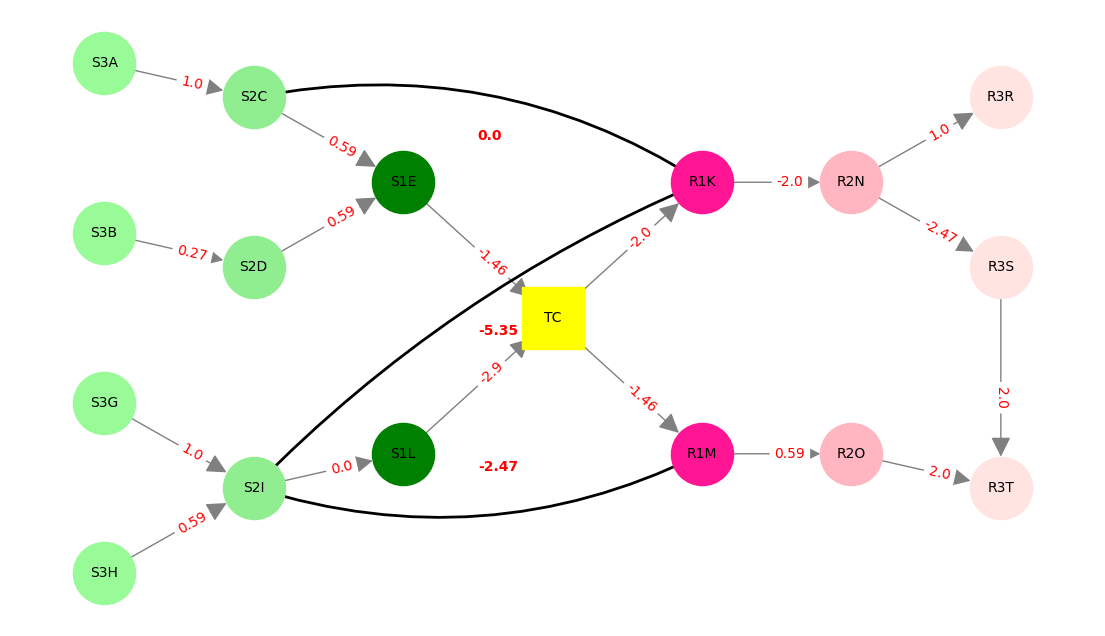 S3A
1.0
S2C
R3R
1.0
0.0
0.59
S1E
R1K
-2.0
R2N
S3B
0.27
S2D
0.59
-1.46
-2.0
-2.47
R3S
TC
-5.35
-2.9
-1.46
2.0
S3G
1.0
S2I
0.0
S1L
-2.47
R1M
0.59
R2O
2.0
R3T
0.59
S3H